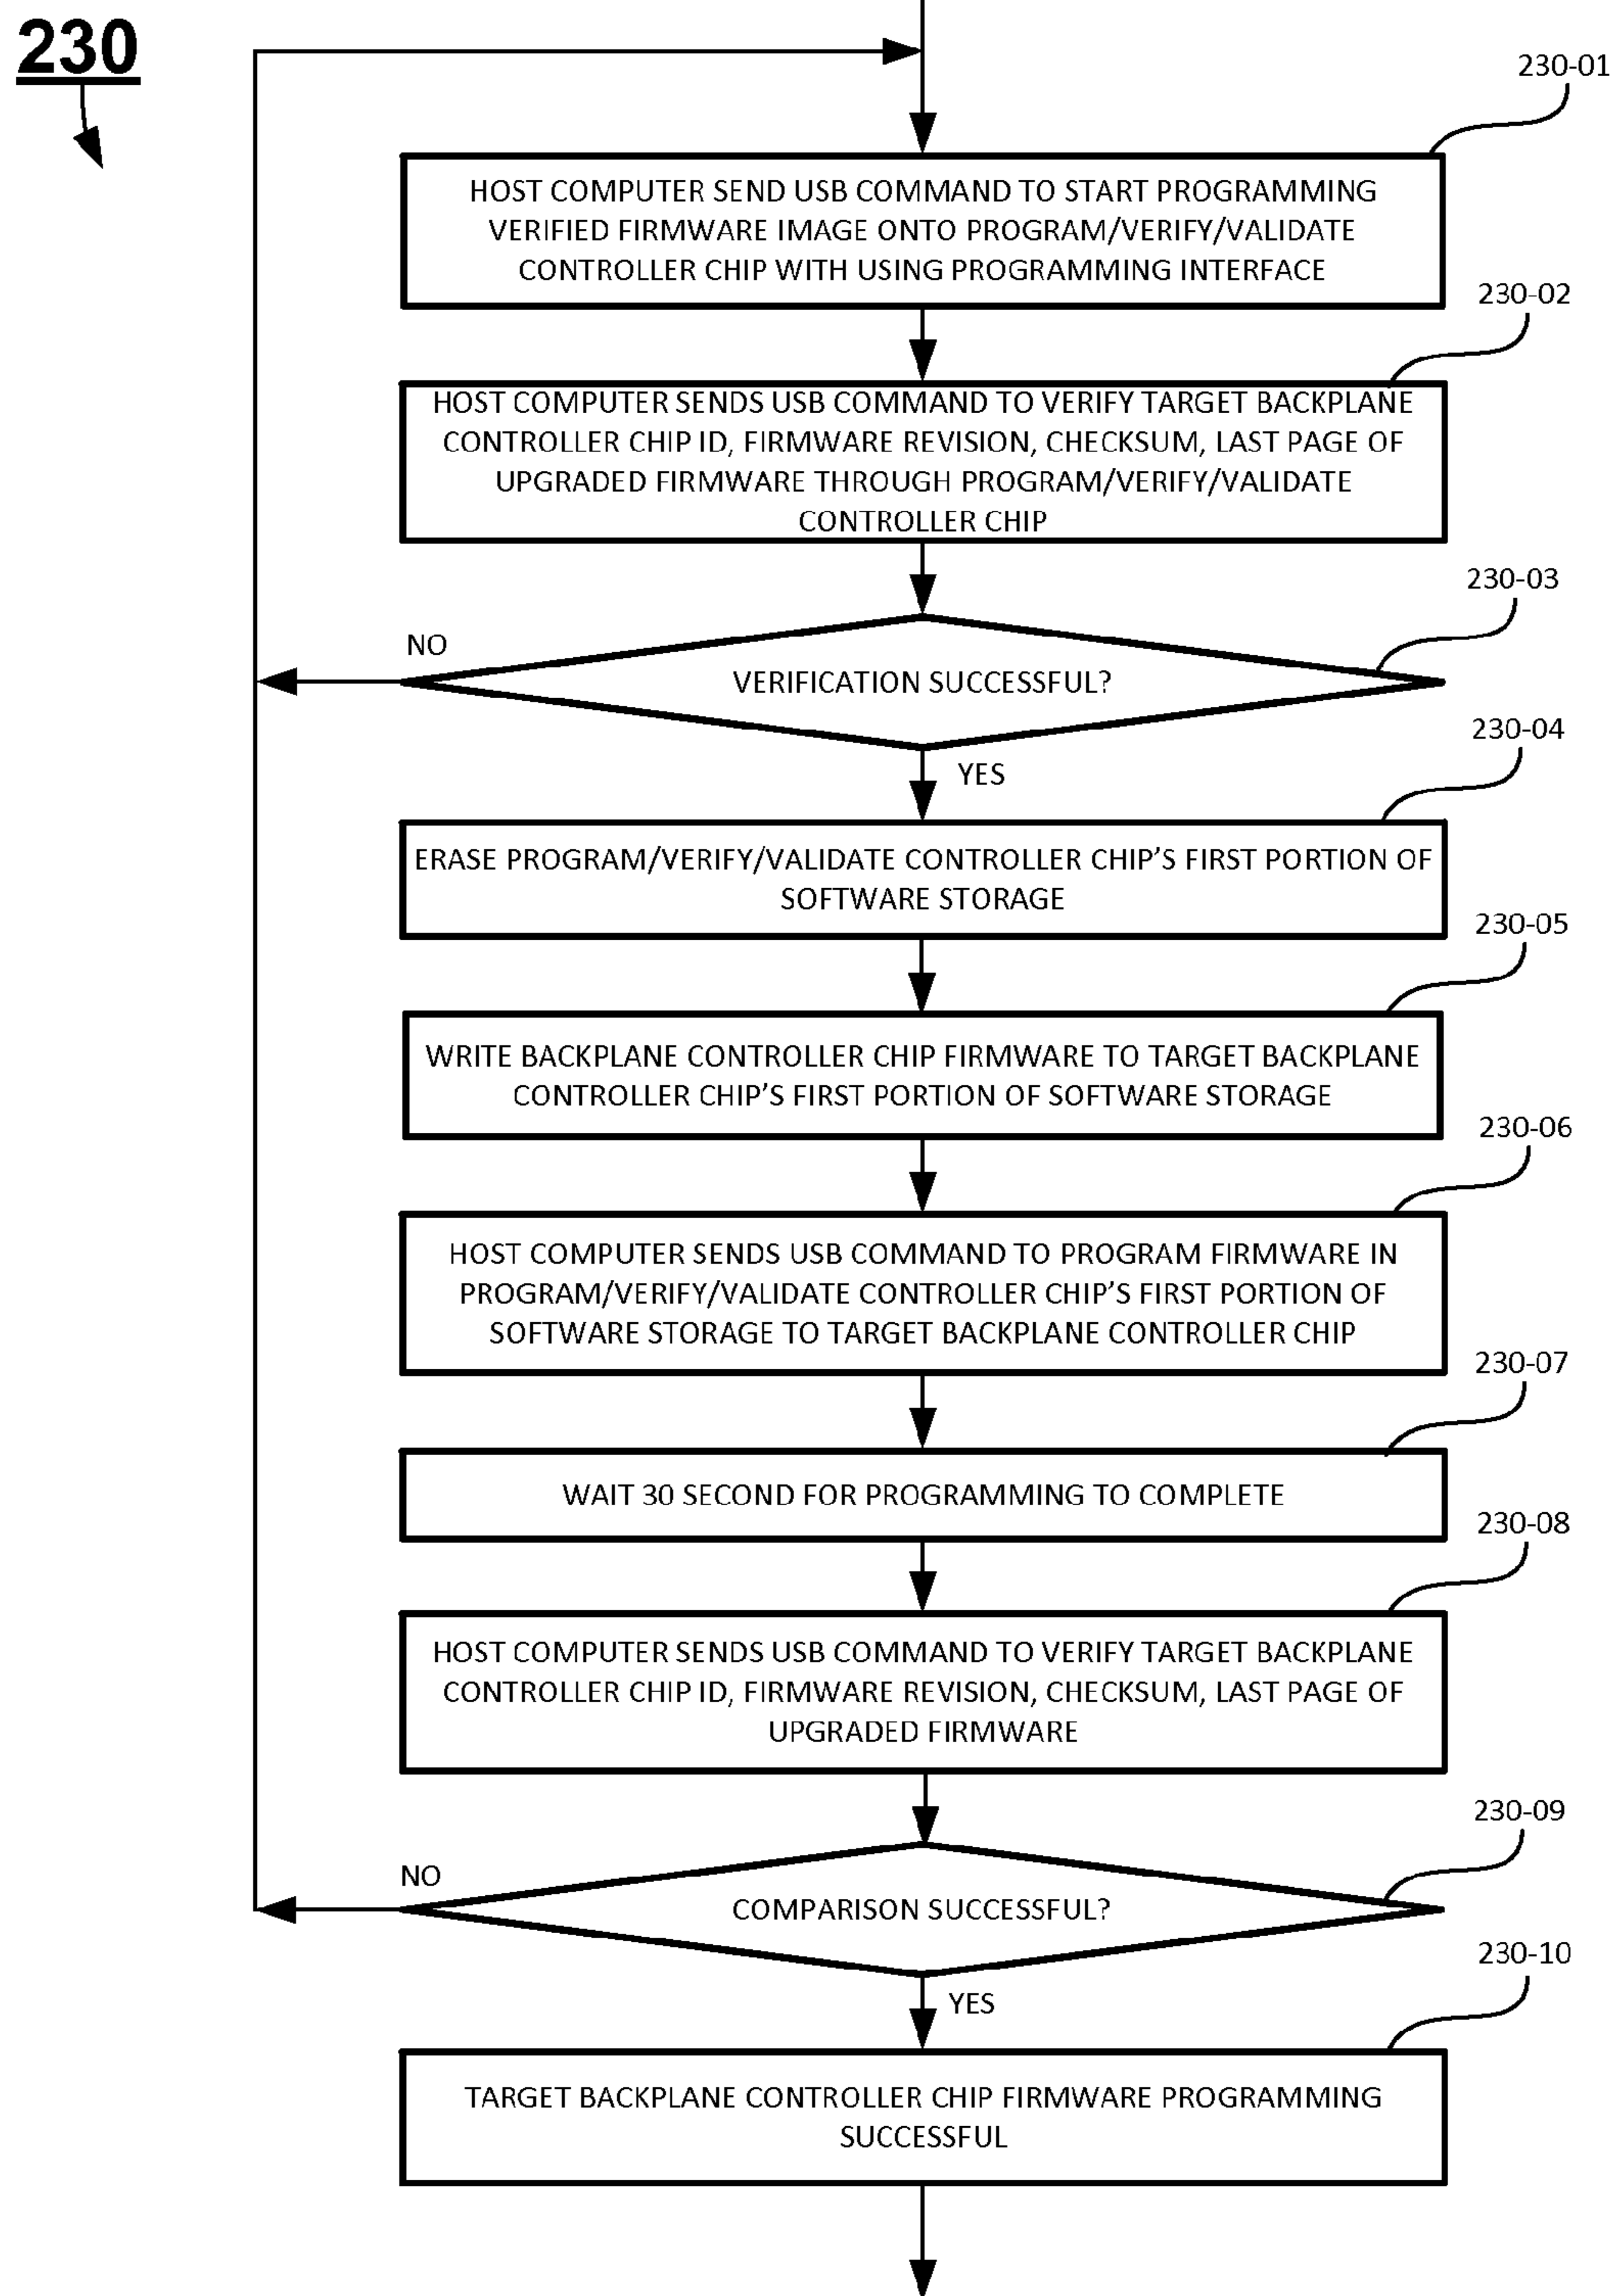 230
230-01
HOST COMPUTER SEND USB COMMAND TO START PROGRAMMING
VERIFIED FIRMWARE IMAGE ONTO PROGRAM/VERIFY/VALIDATE
CONTROLLER CHIP WITH USING PROGRAMMING INTERFACE
230-02
HOST COMPUTER SENDS USB COMMAND TO VERIFY TARGET BACKPLANE
CONTROLLER CHIP ID, FIRMWARE REVISION, CHECKSUM, LAST PAGE OF
UPGRADED FIRMWARE THROUGH PROGRAM/VERIFY/VALIDATE
CONTROLLER CHIP
230-03
NO
VERIFICATION SUCCESSFUL?
230-04
YES
ERASE PROGRAM/VERIFY/VALIDATE CONTROLLER CHIP'S FIRST PORTION OF
SOFTWARE STORAGE
230-05
WRITE BACKPLANE CONTROLLER CHIP FIRMWARE TO TARGET BACKPLANE
CONTROLLER CHIP'S FIRST PORTION OF SOFTWARE STORAGE
230-06
HOST COMPUTER SENDS USB COMMAND TO PROGRAM FIRMWARE IN
PROGRAM/VERIFY/VALIDATE CONTROLLER CHIP'S FIRST PORTION OF
SOFTWARE STORAGE TO TARGET BACKPLANE CONTROLLER CHIP
230-07
WAIT 30 SECOND FOR PROGRAMMING TO COMPLETE
230-08
HOST COMPUTER SENDS USB COMMAND TO VERIFY TARGET BACKPLANE
CONTROLLER CHIP ID, FIRMWARE REVISION, CHECKSUM, LAST PAGE OF
UPGRADED FIRMWARE
230-09
NO
COMPARISON SUCCESSFUL?
230-10
YES
TARGET BACKPLANE CONTROLLER CHIP FIRMWARE PROGRAMMING
SUCCESSFUL